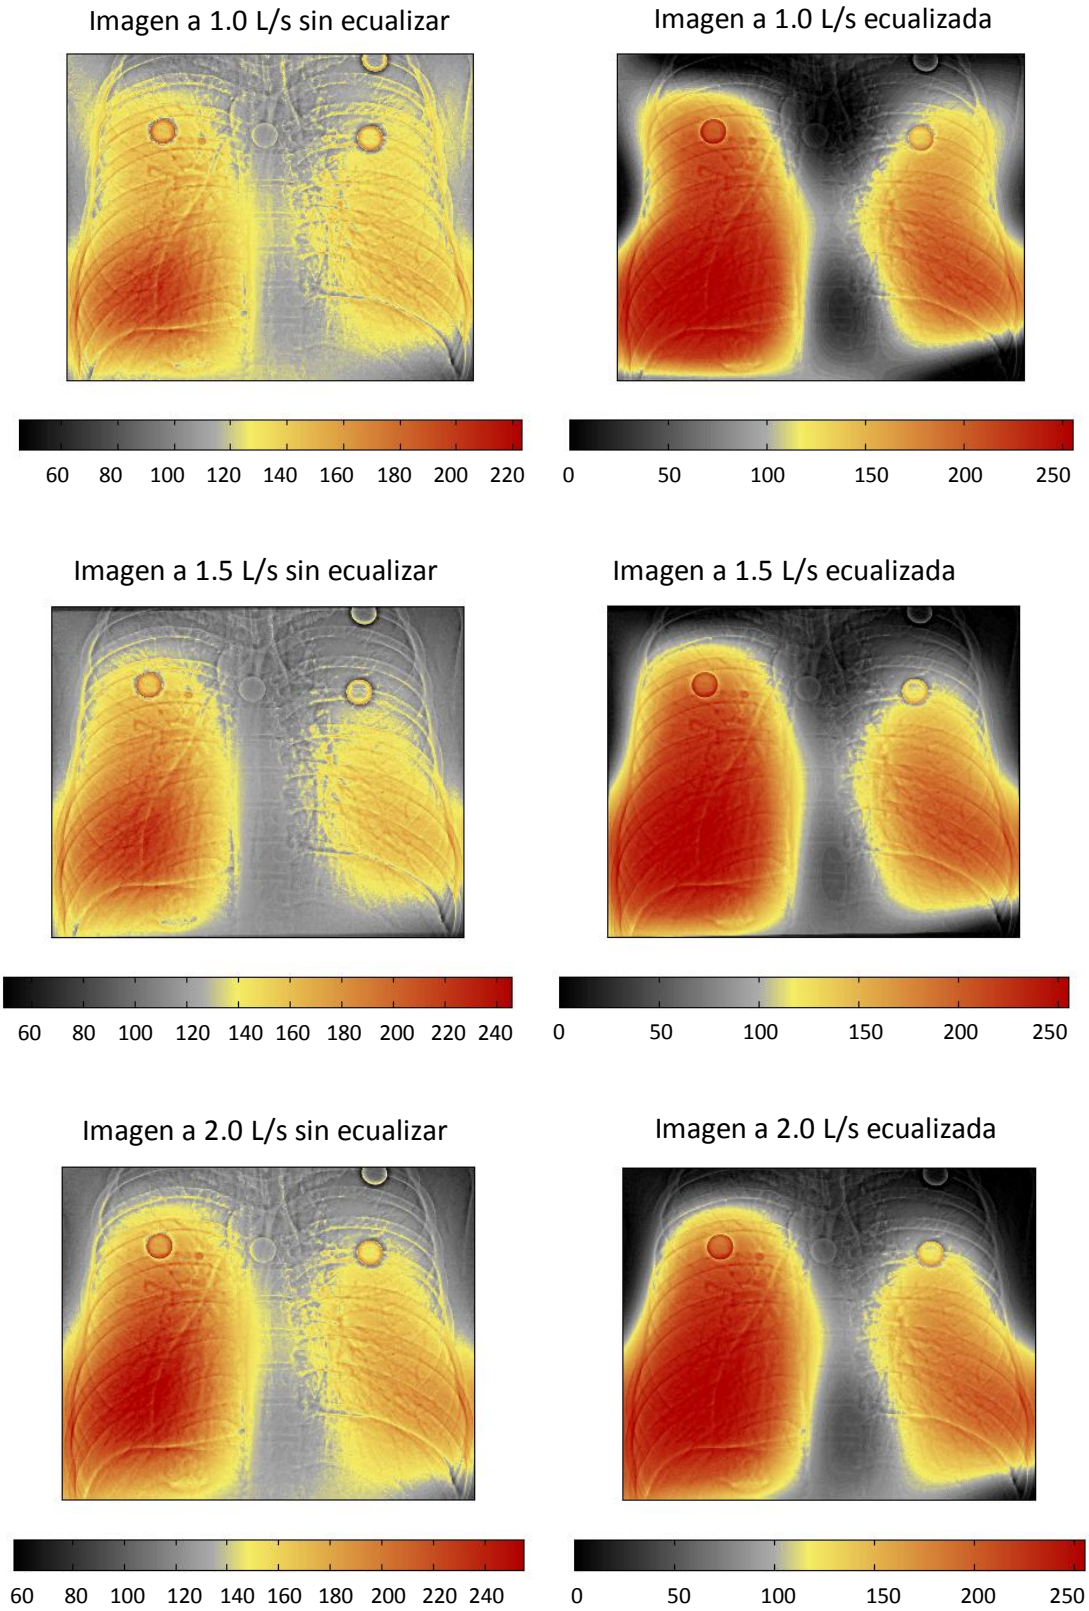 Imagen a 1.0 L/s sin ecualizar
Imagen a 1.0 L/s ecualizada
60 80 100 120 140 160 180 200 220
0 50 100 150 200 250
Imagen a 1.5 L/s sin ecualizar
Imagen a 1.5 L/s ecualizada
60 80 100 120 140 160 180 200 220 240
0 50 100 150 200 250
Imagen a 2.0 L/s sin ecualizar
Imagen a 2.0 L/s ecualizada
60 80 100 120 140 160 180 200 220 240
0 50 100 150 200 250